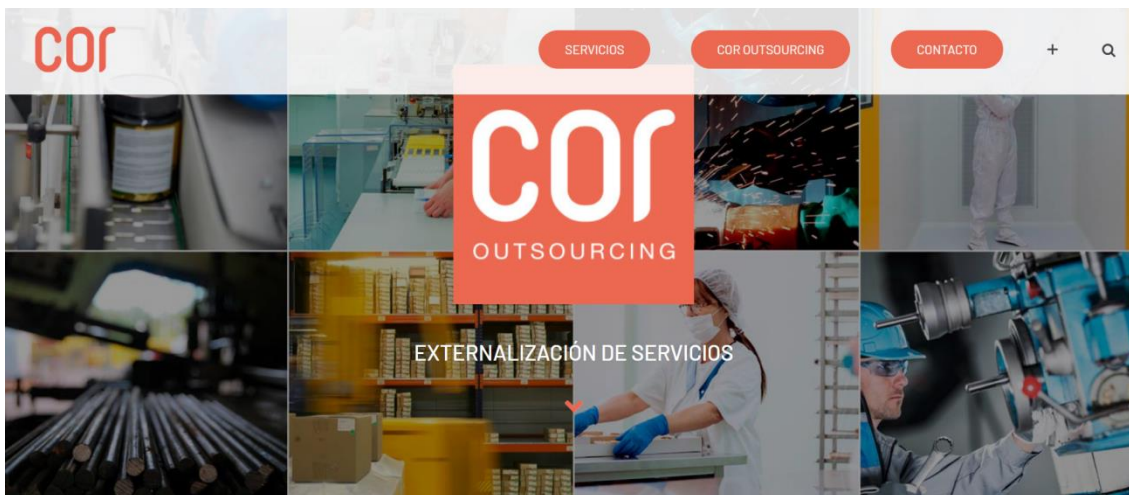 cor
SERVICIOS
COR OUTSOURCING
CONTACTO
cor
OUTSOURCING
EXTERNALIZACIÓN DE SERVICIOS